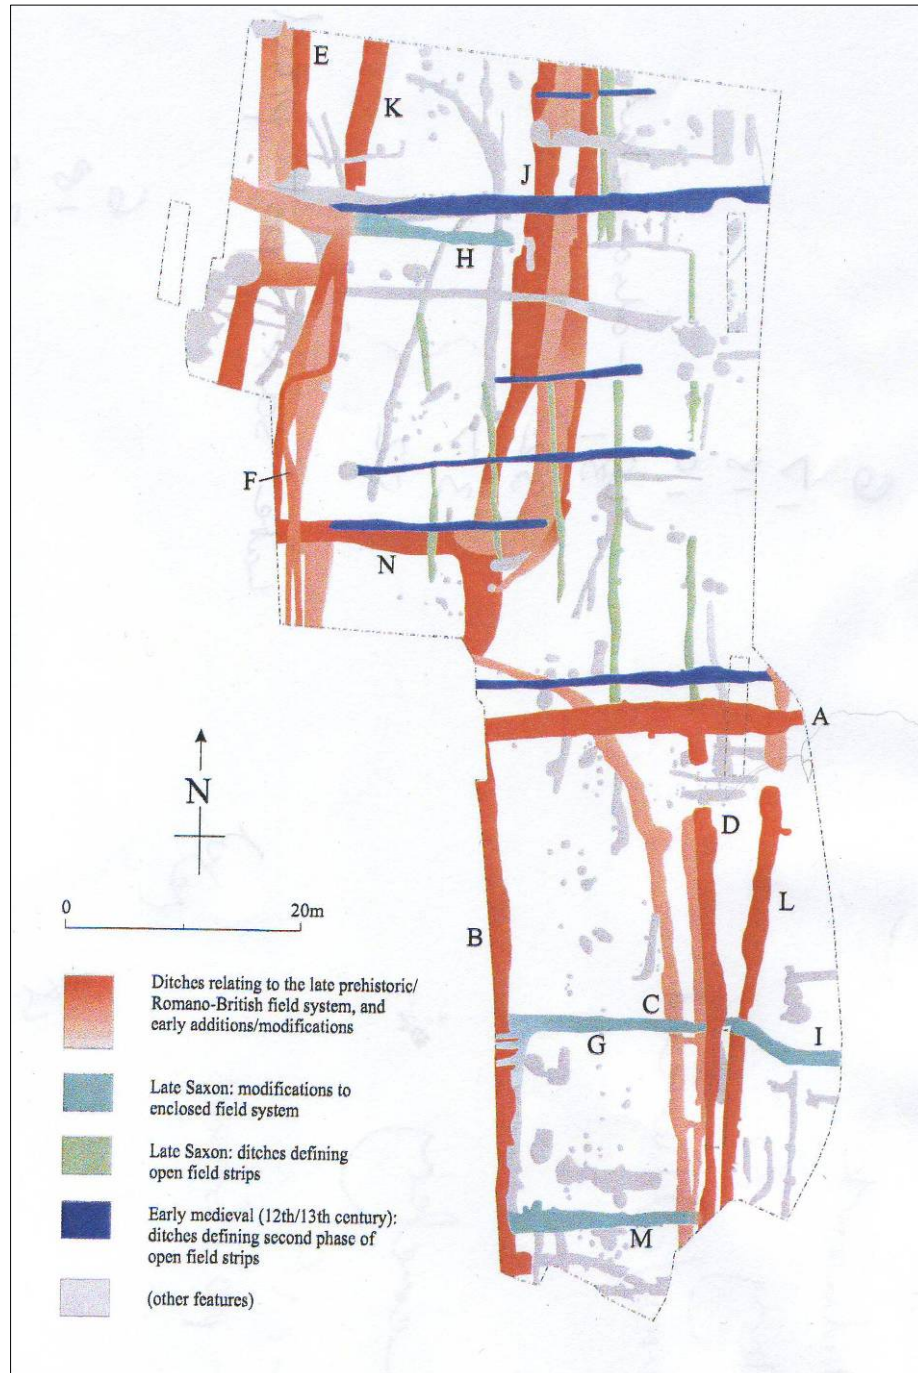 E
K
J
H
F
N
A
N
D
0 20m
L
B
C
G
I
M
Ditches relating to the late prehistoric/
Romano-British field system, and
early additions/modifications
Late Saxon: modifications to
enclosed field system
Late Saxon: ditches defining
open field strips
Early medieval (12th/13th century):
ditches defining second phase of
open field strips
(other features)